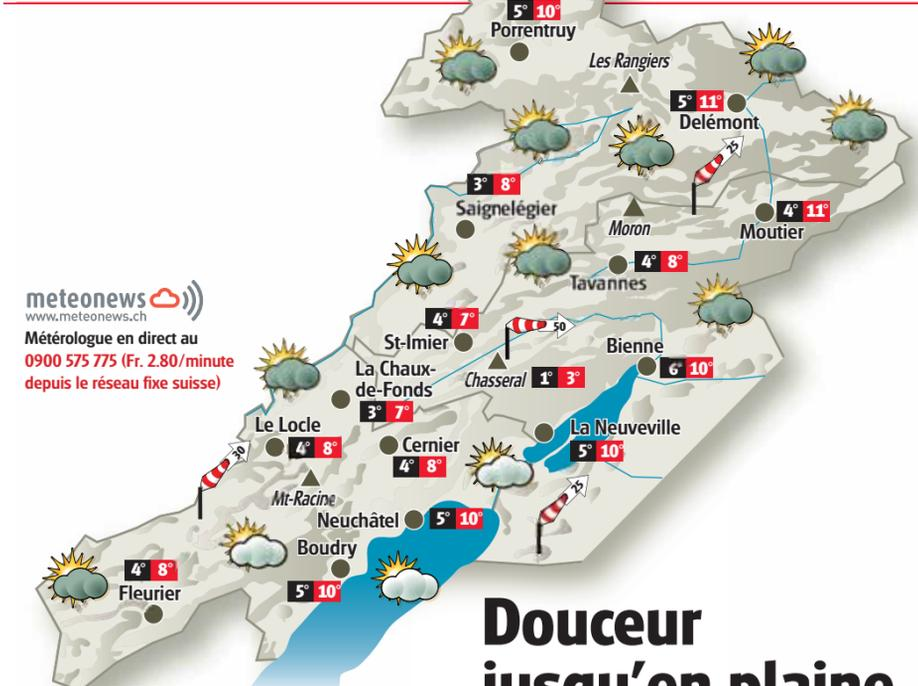 5° 10°
Porrentruy
Les Rangiers
5° 11°
Delémont
25
3° 8°
Saignelégier
Moron
4° 11°
Moutier
4° 8°
Tavannes
meteonews
www.meteonews.ch
Météorologue en direct au
0900 575 775 (Fr. 2.80/minute
depuis le réseau fixe suisse)
4° 7°
St-Imier
50
Chasseral 1° 3°
Bienne
6° 10°
La Chaux-
de-Fonds
3° 7°
Le Locle
4° 8°
Cernier
4° 8°
La Neuveville
5° 10°
30
Mt-Racine
25
Neuchâtel 5° 10°
Boudry
5° 10°
4° 8°
Fleurier
Douceur
jusqu'en plaine